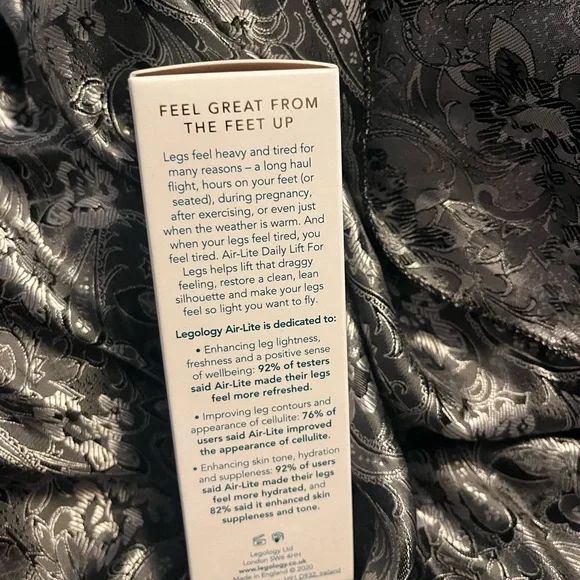 FEEL GREAT FROM
THE FEET UP
Legs feel heavy and tired for
many reasons – a long haul
flight, hours on your feet (or
seated), during pregnancy,
after exercising, or even just
when the weather is warm. And
when your legs feel tired, you
feel tired. Air-Lite Daily Lift For
Legs helps lift that draggy
feeling, restore a clean, lean
silhouette and make your legs
feel so light you want to fly.
Legology Air-Lite is dedicated to:
• Enhancing leg lightness,
freshness and a positive sense
of wellbeing: 92% of testers
said Air-Lite made their legs
feel more refreshed.
• Improving leg contours and
appearance of cellulite: 76% of
users said Air-Lite improved
the appearance of cellulite.
• Enhancing skin tone, hydration
and suppleness: 92% of users
said Air-Lite made their legs
feel more hydrated, and
82% said it enhanced skin
suppleness and tone.
Legology Ltd
London SW6 4HH
www.legology.co.uk
Made in England © 2020
D932 Ireland